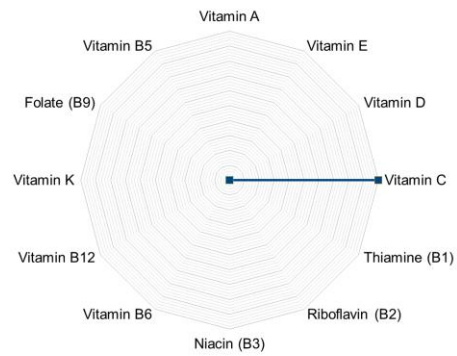 Vitamin A
Vitamin B5
Vitamin E
Folate (B9)
Vitamin D
Vitamin K
Vitamin C
Vitamin B12
Thiamine (B1)
Vitamin B6
Riboflavin (B2)
Niacin (B3)